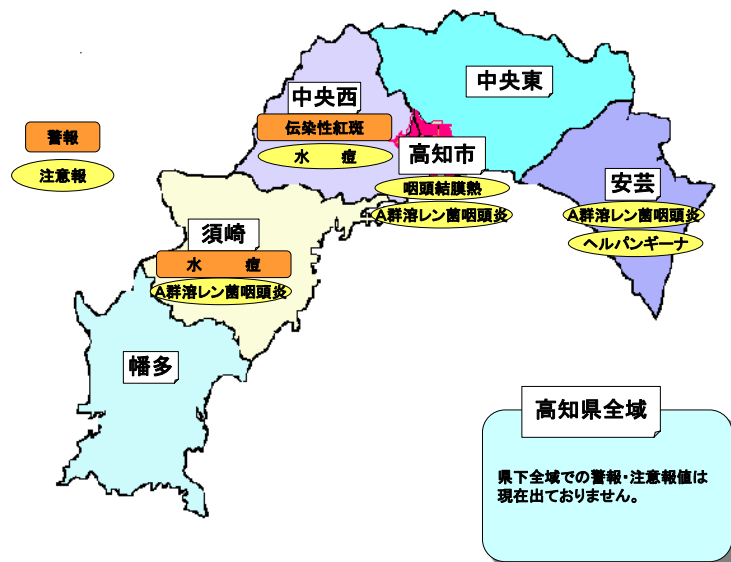 中央東
中央西
警報
伝染性紅斑
水　痘
高知市
注意報
咽頭結膜熱
安芸
A群溶レン菌咽頭炎
A群溶レン菌咽頭炎
須崎
ヘルパンギーナ
水　痘
A群溶レン菌咽頭炎
幡多
高知県全域
県下全域での警報・注意報値は
現在出ておりません。